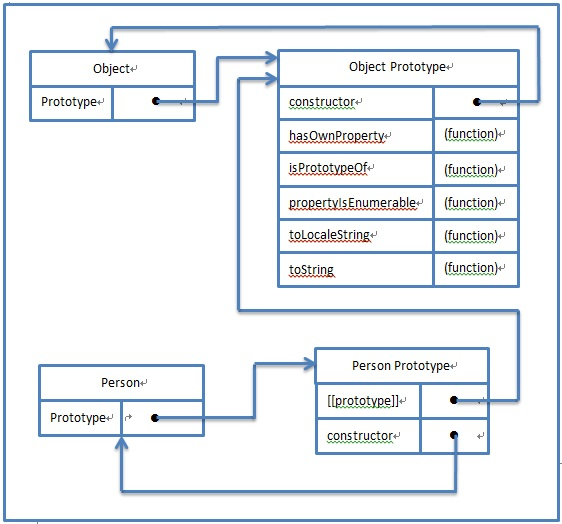 Object
Prototype
Object Prototype
constructor
hasOwnProperty (function)
isPrototypeOf (function)
propertyIsEnumerable (function)
toLocaleString (function)
toString (function)
Person
Prototype
Person Prototype
[[prototype]]
constructor